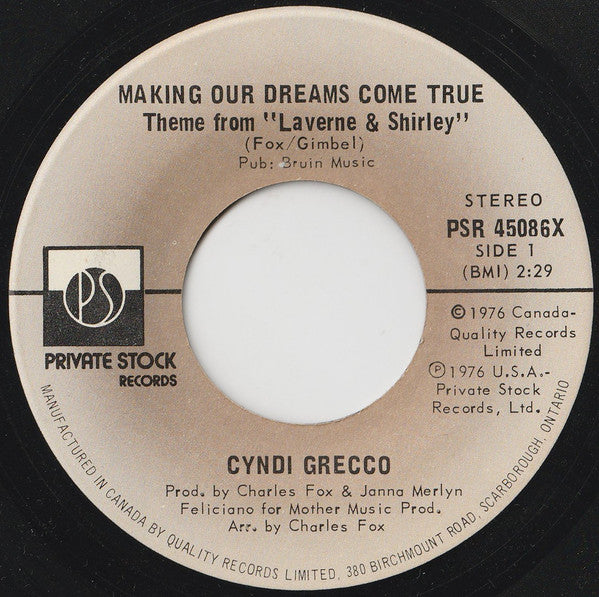 MAKING OUR DREAMS COME TRUE
Theme from "Laverne & Shirley"
(Fox/Gimbel)
Pub: Bruin Music
STEREO
PSR 45086X
SIDE 1
(BMI) 2:29
PS
PRIVATE STOCK
RECORDS
© 1976 Canada-
Quality Records
Limited
℗ 1976 U.S.A.-
Private Stock
Records, Ltd.
CYNDI GRECCO
Prod. by Charles Fox & Janna Merlyn
Feliciano for Mother Music Prod.
Arr. by Charles Fox
MANUFACTURED IN CANADA BY QUALITY RECORDS LIMITED, 380 BIRCHMOUNT ROAD, SCARBOROUGH, ONTARIO